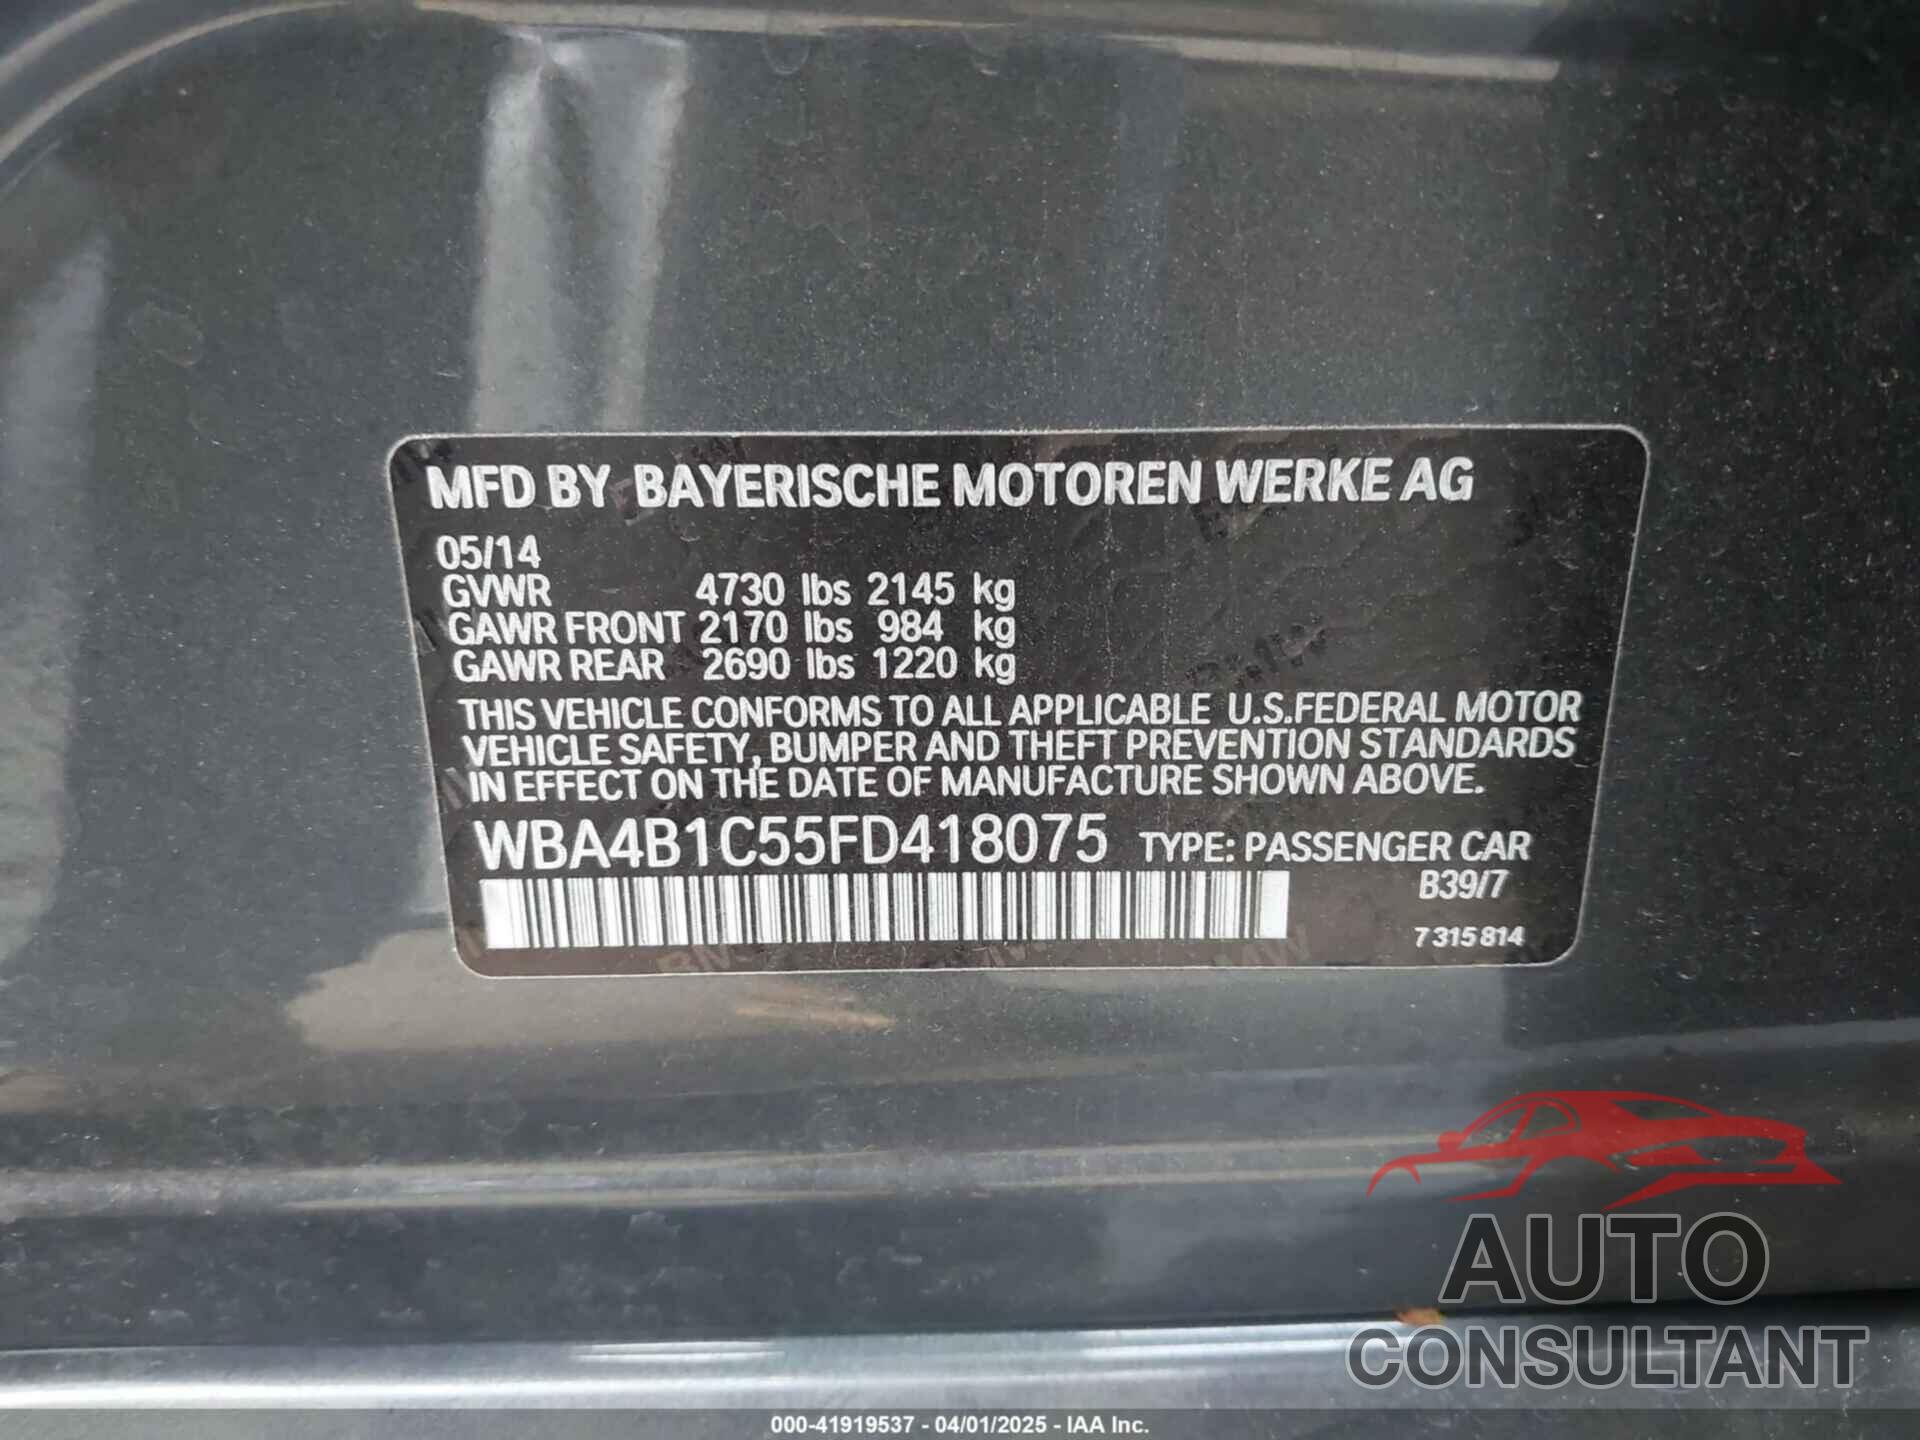 MFD BY BAYERISCHE MOTOREN WERKE AG
05/14
GVWR 4730 lbs 2145 kg
GAWR FRONT 2170 lbs 984 kg
GAWR REAR 2690 lbs 1220 kg
THIS VEHICLE CONFORMS TO ALL APPLICABLE U.S.FEDERAL MOTOR
VEHICLE SAFETY, BUMPER AND THEFT PREVENTION STANDARDS
IN EFFECT ON THE DATE OF MANUFACTURE SHOWN ABOVE.
WBA4B1C55FD418075 TYPE: PASSENGER CAR
B39/7
7 315 814
AUTO
CONSULTANT
000-41919537 - 04/01/2025 - IAA Inc.